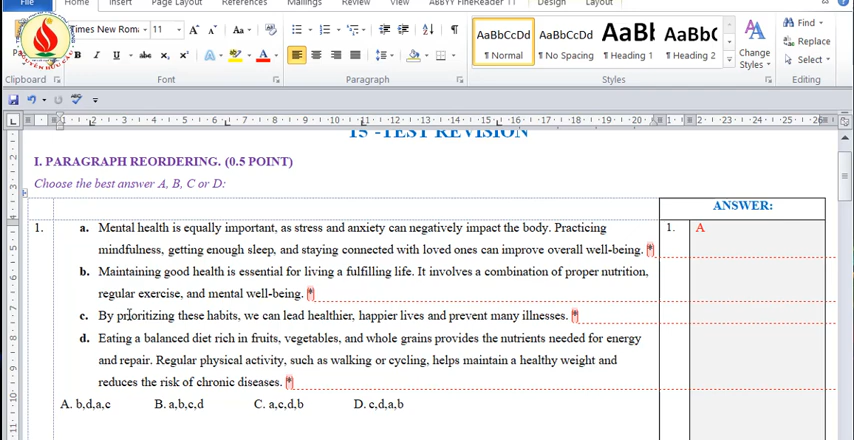 File Home Insert Page Layout References Mailings Review View ABBYY FineReader 11 Design Layout
Times New Roman 11 A A Aa
AaBbCcDd AaBbCcDd AaBb AaBbC
¶ Normal ¶ No Spacing Heading 1 Heading 2
Change Styles
Find
Replace
Select
Clipboard Font Paragraph Styles Editing
15 -TEST REVISION
I. PARAGRAPH REORDERING. (0.5 POINT)
Choose the best answer A, B, C or D:
ANSWER:
1. a. Mental health is equally important, as stress and anxiety can negatively impact the body. Practicing 1. A
mindfulness, getting enough sleep, and staying connected with loved ones can improve overall well-being.
b. Maintaining good health is essential for living a fulfilling life. It involves a combination of proper nutrition,
regular exercise, and mental well-being.
c. By prioritizing these habits, we can lead healthier, happier lives and prevent many illnesses.
d. Eating a balanced diet rich in fruits, vegetables, and whole grains provides the nutrients needed for energy
and repair. Regular physical activity, such as walking or cycling, helps maintain a healthy weight and
reduces the risk of chronic diseases.
A. b,d,a,c B. a,b,c,d C. a,c,d,b D. c,d,a,b